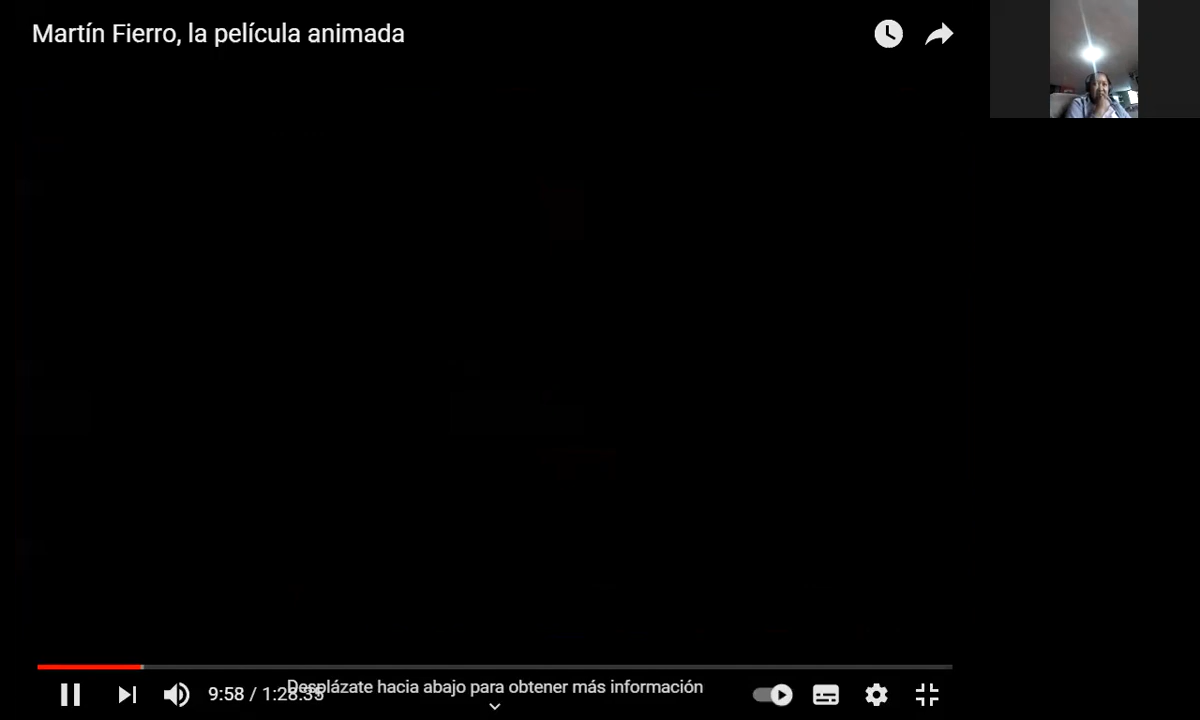 Martín Fierro, la película animada
9:58 / 1:28:35
Desplázate hacia abajo para obtener más información